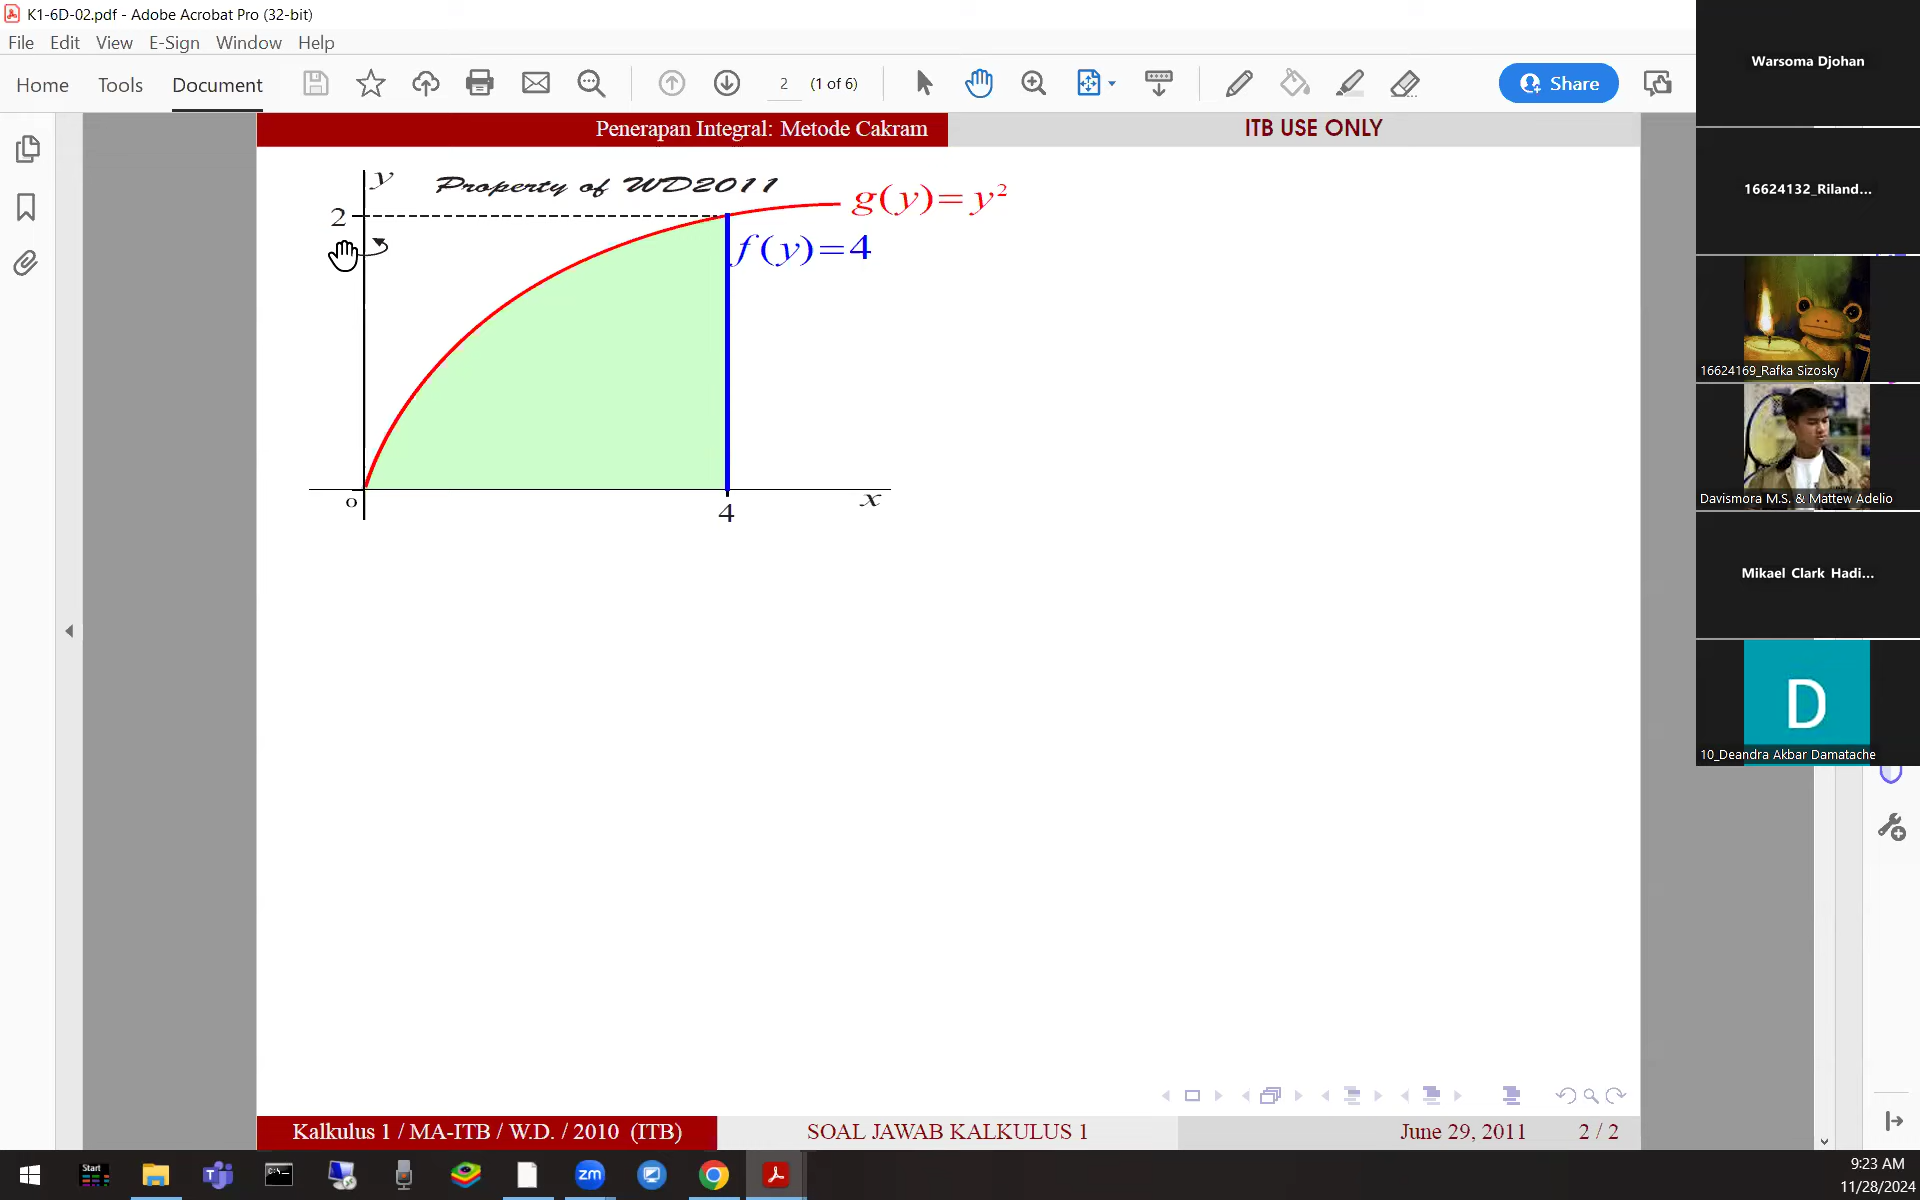 K1-6D-02.pdf - Adobe Acrobat Pro (32-bit)
File Edit View E-Sign Window Help
Home Tools Document 2 (1 of 6) Share
Penerapan Integral: Metode Cakram ITB USE ONLY
y Property of WD2011
g(y)=y²
2
f(y)=4
o
4
x
Kalkulus 1 / MA-ITB / W.D. / 2010 (ITB) SOAL JAWAB KALKULUS 1 June 29, 2011 2 / 2
Warsoma Djohan
16624132_Riland...
16624169_Rafka Sizosky
Davismora M.S. & Mattew Adelio
Mikael Clark Hadi...
D
10_Deandra Akbar Damatache
Start
zm
9:23 AM
11/28/2024